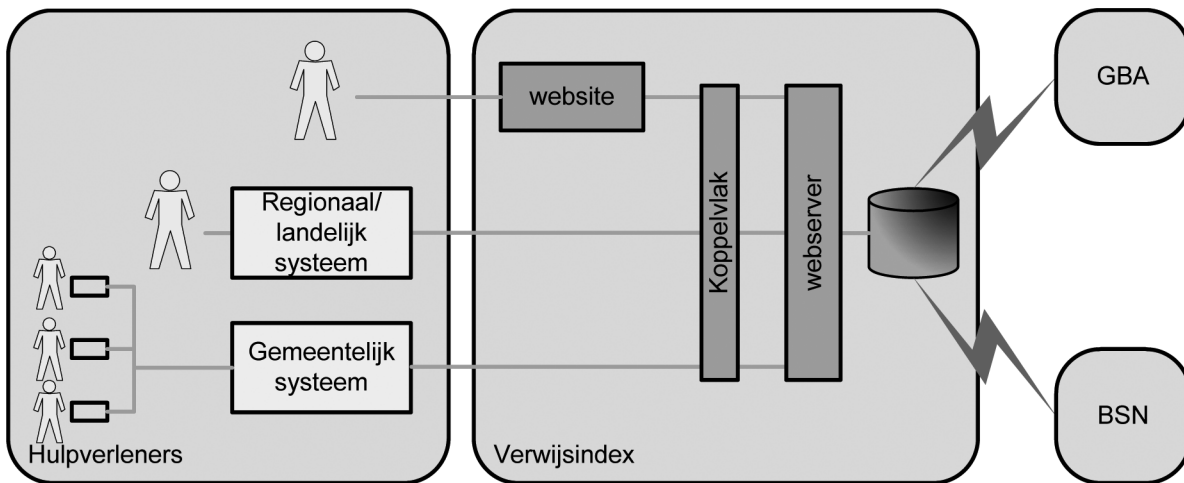 website
Regionaal/
landelijk
systeem
Gemeentelijk
systeem
Hulpverleners
Koppelvlak
webserver
Verwijsindex
GBA
BSN